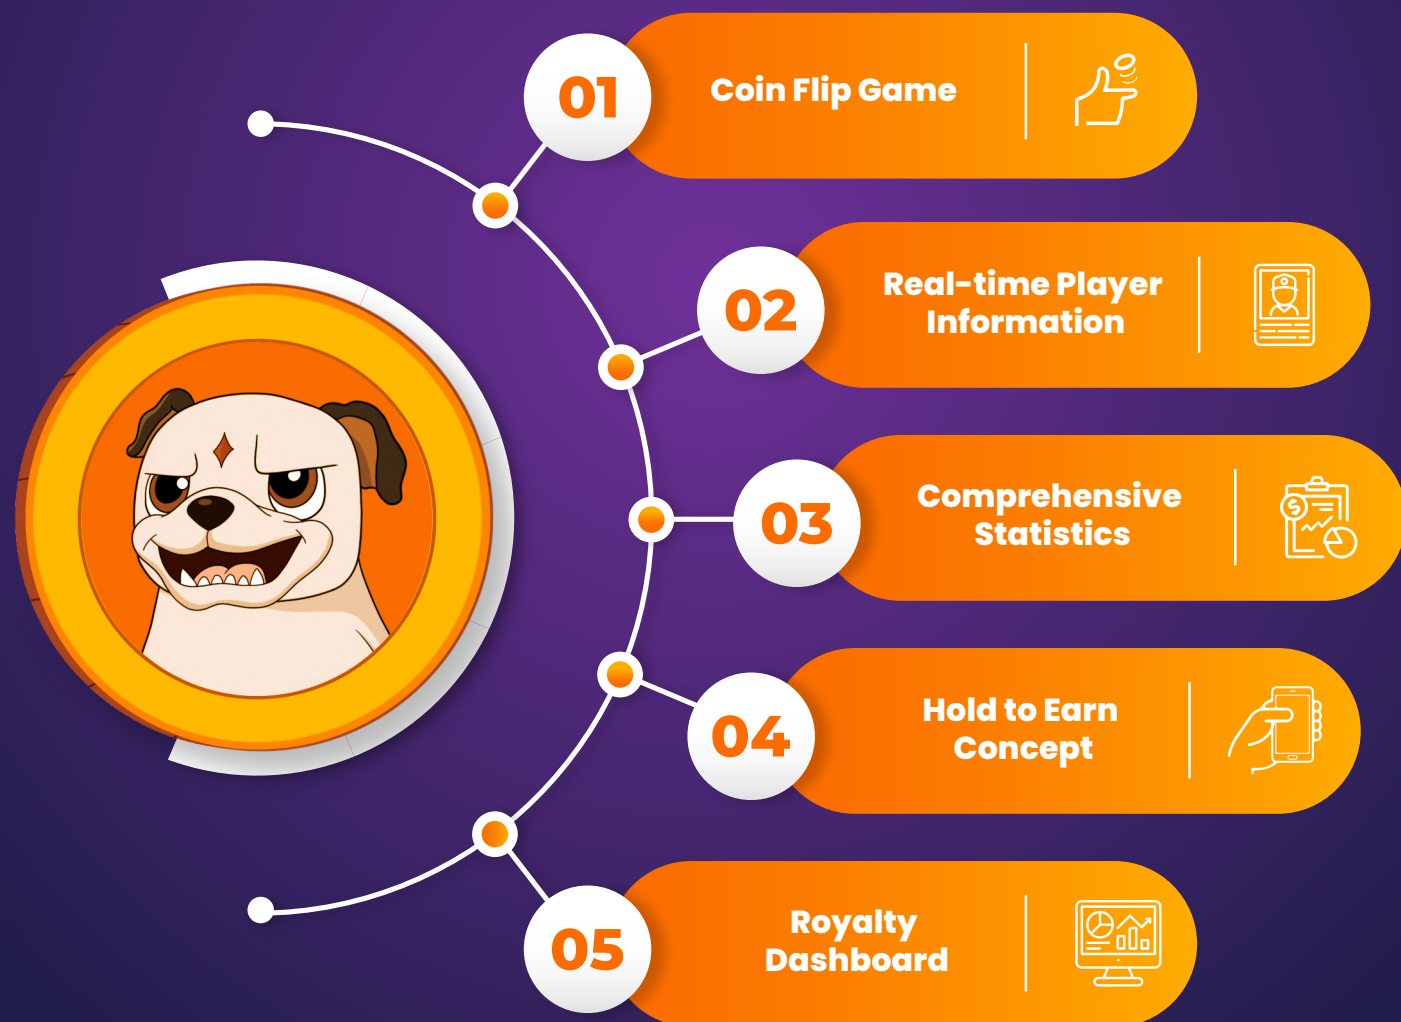 01
Coin Flip Game
02
Real-time Player
Information
03
Comprehensive
Statistics
$
04
Hold to Earn
Concept
05
Royalty
Dashboard